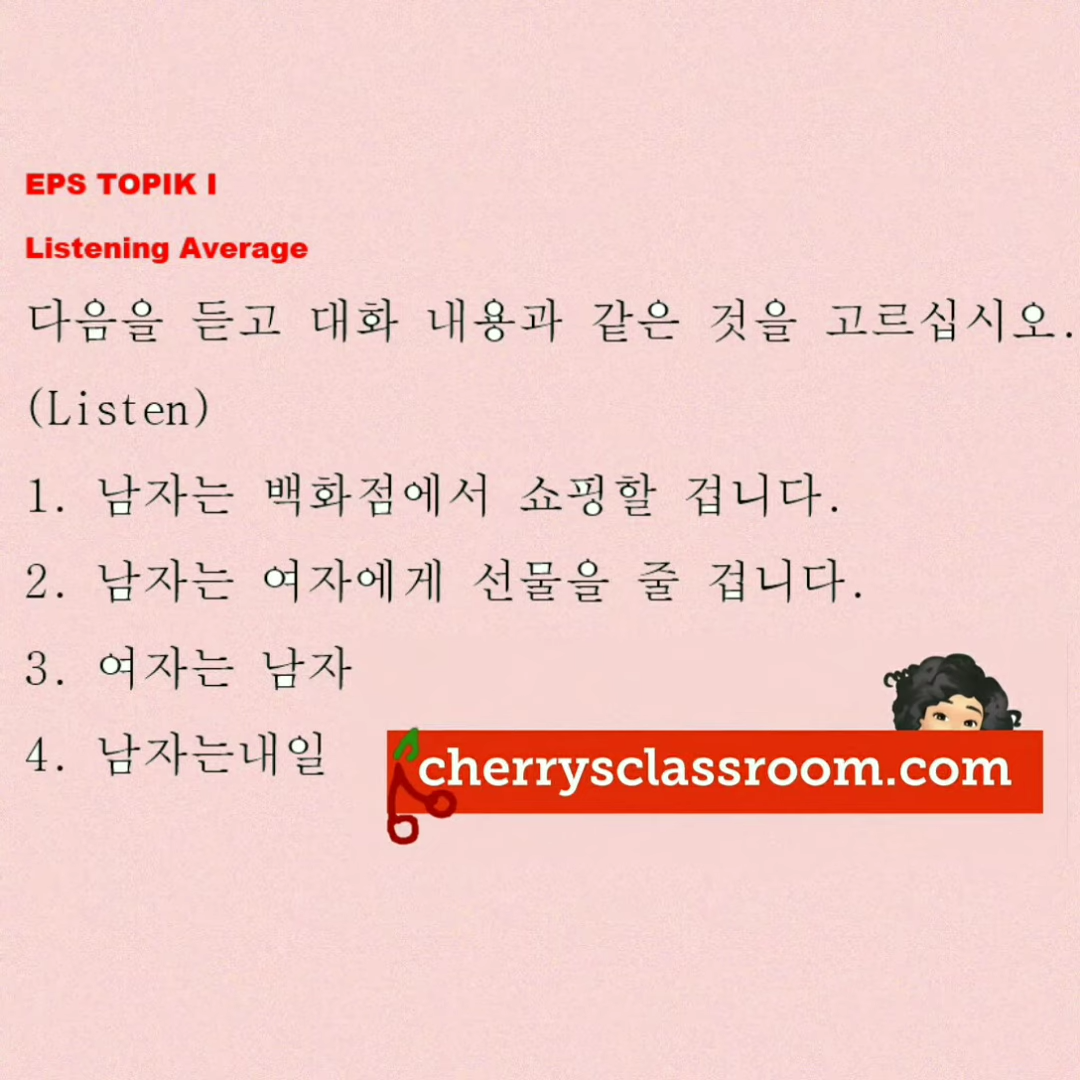 EPS TOPIK I
Listening Average
다음을 듣고 대화 내용과 같은 것을 고르십시오.
(Listen)
1. 남자는 백화점에서 쇼핑할 겁니다.
2. 남자는 여자에게 선물을 줄 겁니다.
3. 여자는 남자
4. 남자는내일
cherrysclassroom.com